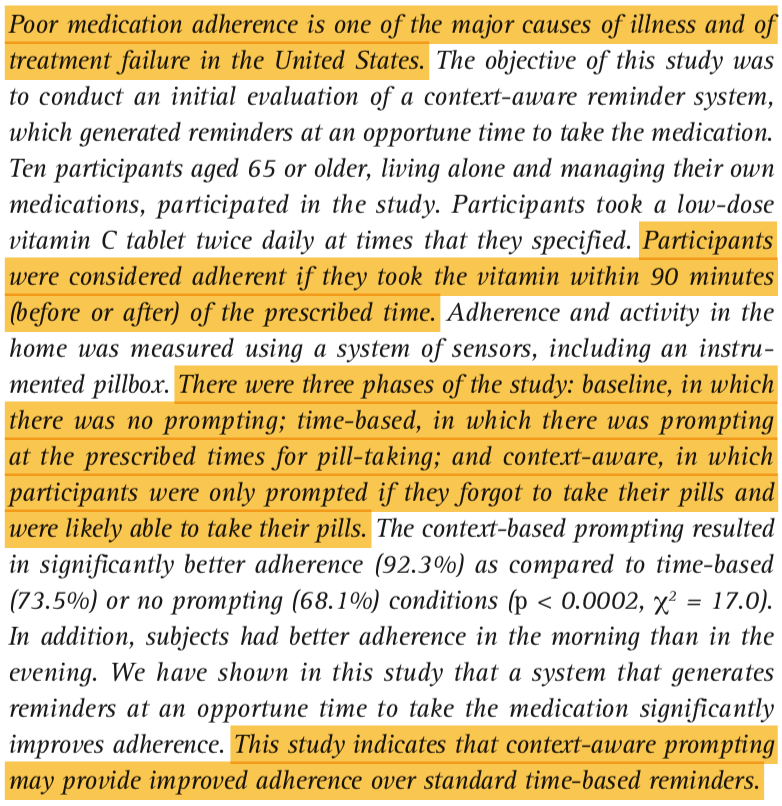 Poor medication adherence is one of the major causes of illness and of
treatment failure in the United States. The objective of this study was
to conduct an initial evaluation of a context-aware reminder system,
which generated reminders at an opportune time to take the medication.
Ten participants aged 65 or older, living alone and managing their own
medications, participated in the study. Participants took a low-dose
vitamin C tablet twice daily at times that they specified. Participants
were considered adherent if they took the vitamin within 90 minutes
(before or after) of the prescribed time. Adherence and activity in the
home was measured using a system of sensors, including an instru-
mented pillbox. There were three phases of the study: baseline, in which
there was no prompting; time-based, in which there was prompting
at the prescribed times for pill-taking; and context-aware, in which
participants were only prompted if they forgot to take their pills and
were likely able to take their pills. The context-based prompting resulted
in significantly better adherence (92.3%) as compared to time-based
(73.5%) or no prompting (68.1%) conditions (p < 0.0002, χ² = 17.0).
In addition, subjects had better adherence in the morning than in the
evening. We have shown in this study that a system that generates
reminders at an opportune time to take the medication significantly
improves adherence. This study indicates that context-aware prompting
may provide improved adherence over standard time-based reminders.